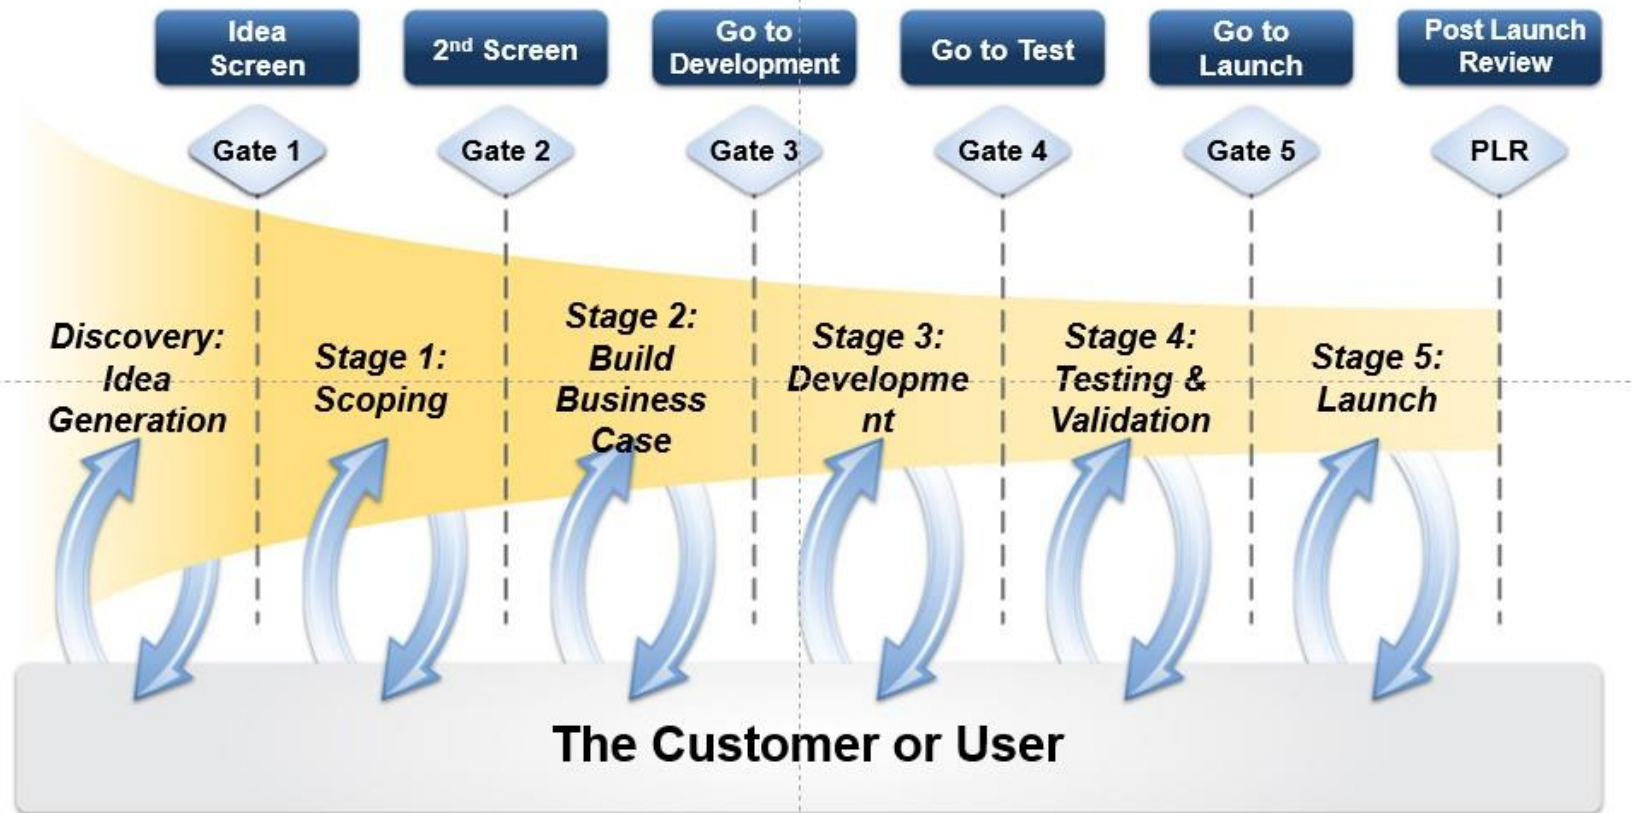 Idea
Screen
2nd Screen
Go to
Development
Go to Test
Go to
Launch
Post Launch
Review
Gate 1
Gate 2
Gate 3
Gate 4
Gate 5
PLR
Discovery:
Idea
Generation
Stage 1:
Scoping
Stage 2:
Build
Business
Case
Stage 3:
Developme
nt
Stage 4:
Testing &
Validation
Stage 5:
Launch
The Customer or User